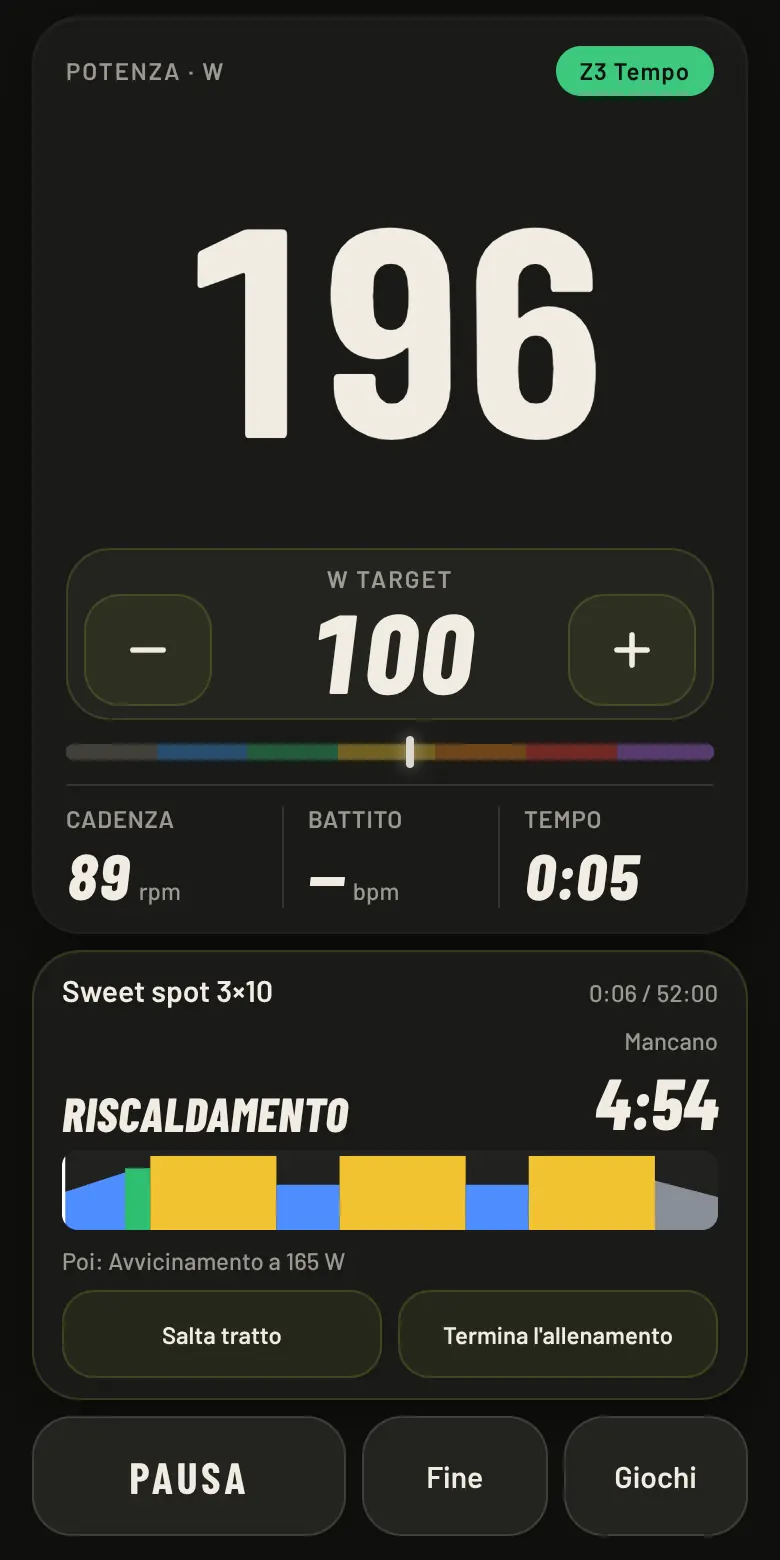 POTENZA · W
Z3 Tempo
196
W TARGET
−
100
+
CADENZA
BATTITO
TEMPO
89 rpm
– bpm
0:05
Sweet spot 3×10
0:06 / 52:00
Mancano
RISCALDAMENTO
4:54
Poi: Avvicinamento a 165 W
Salta tratto
Termina l'allenamento
PAUSA
Fine
Giochi